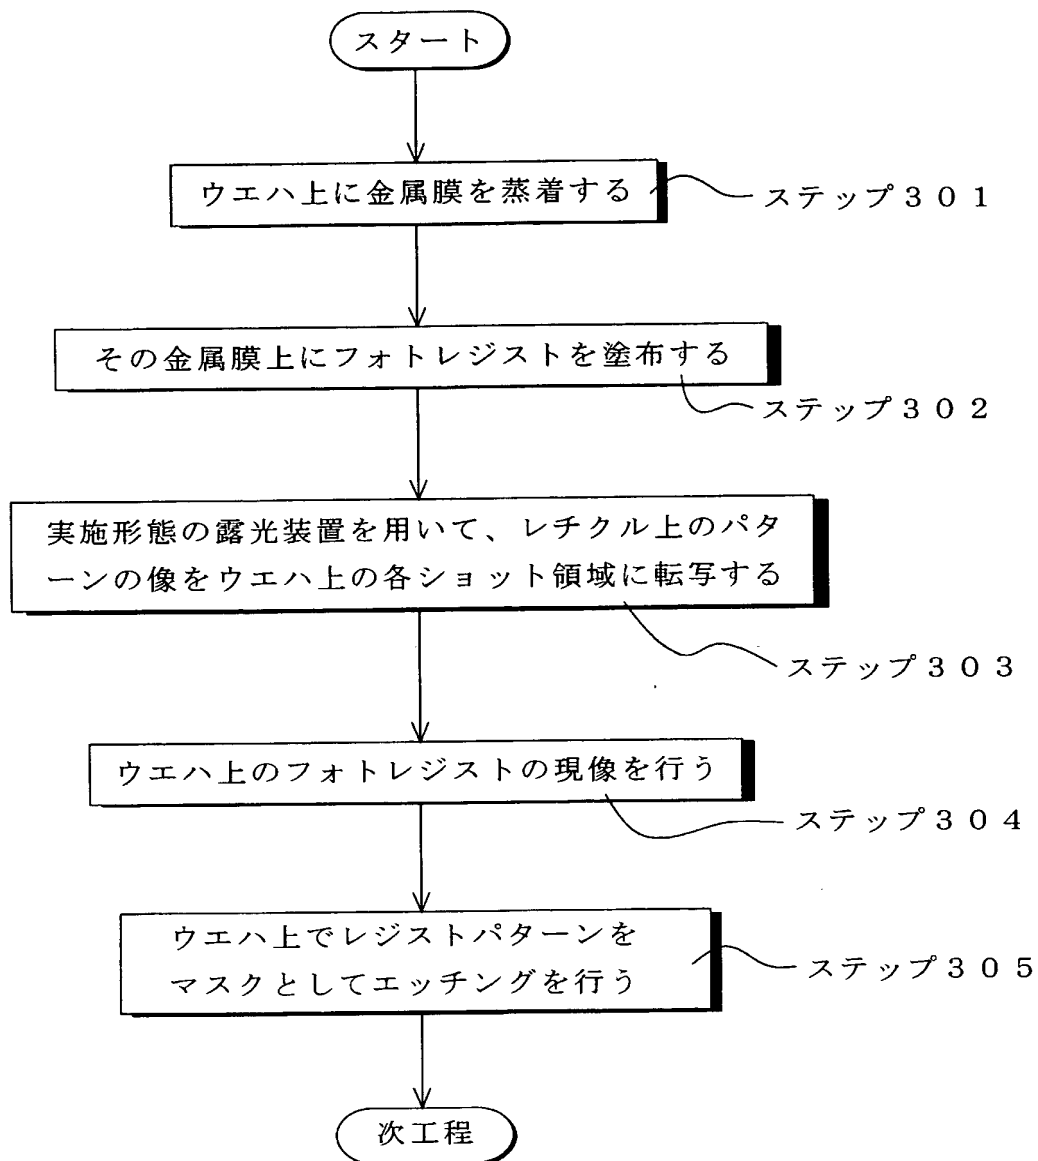 スタート
ウエハ上に金属膜を蒸着する
ステップ301
その金属膜上にフォトレジストを塗布する
ステップ302
実施形態の露光装置を用いて、レチクル上のパタ
ーンの像をウエハ上の各ショット領域に転写する
ステップ303
ウエハ上のフォトレジストの現像を行う
ステップ304
ウエハ上でレジストパターンを
マスクとしてエッチングを行う
ステップ305
次工程